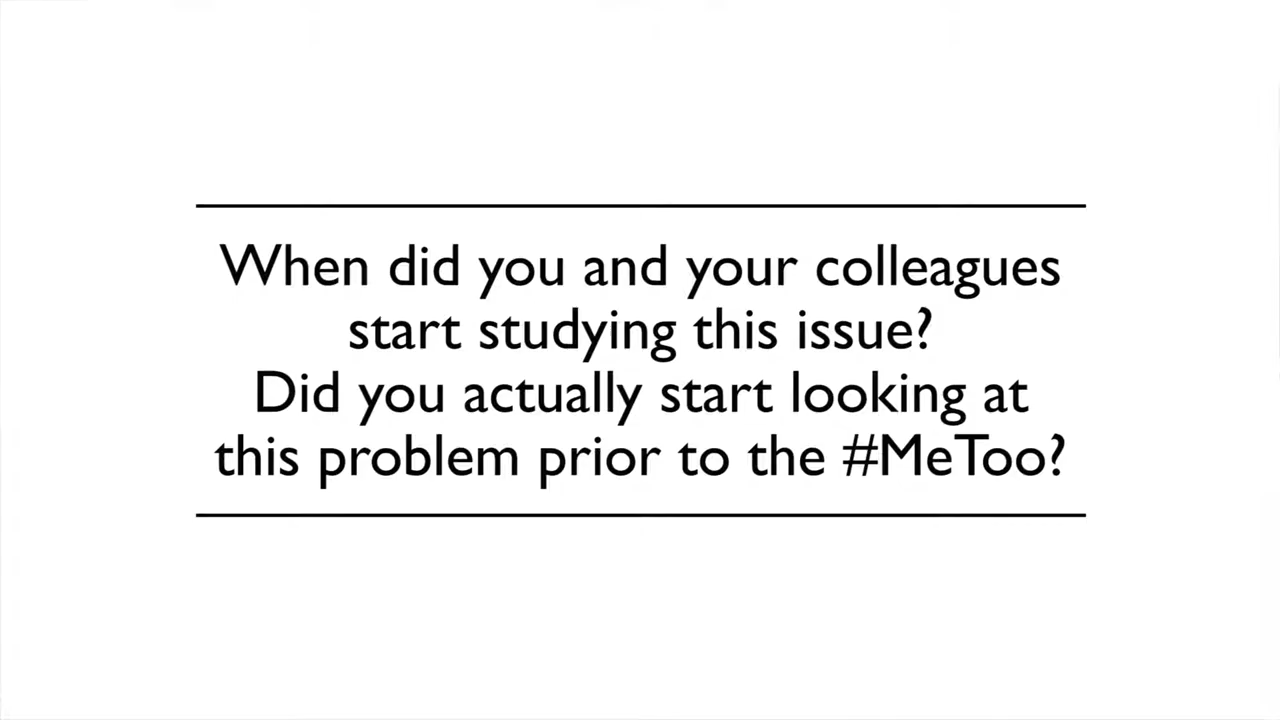 When did you and your colleagues
start studying this issue?
Did you actually start looking at
this problem prior to the #MeToo?